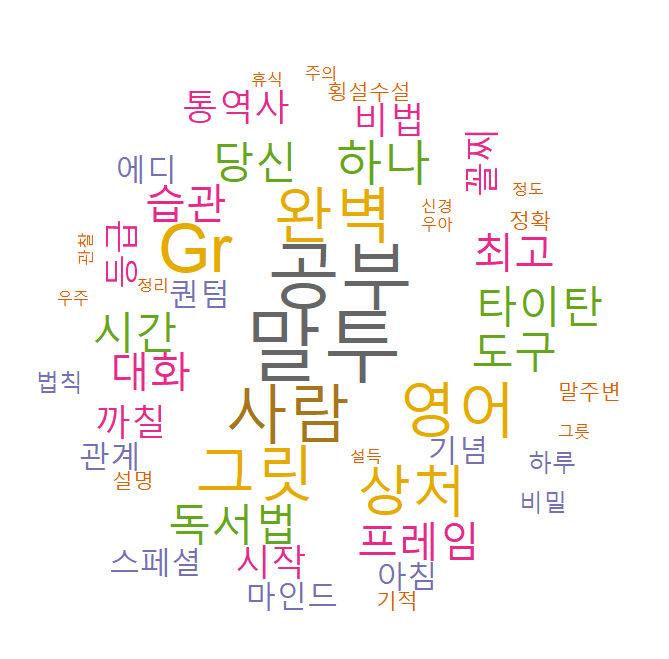 휴식
주의
횡설수설
통역사
비법
당신
하나
꼴찌
에디
습관
완벽
정도
신경
우아
정확
Gr
등급
관찰
공부
최고
정리
퀀텀
우주
시간
말투
타이탄
도구
법칙
대화
까칠
사람
영어
말주변
관계
설명
그릿
설득
기념
그릇
하루
상처
비밀
독서법
프레임
스페셜
시작
아침
마인드
기적